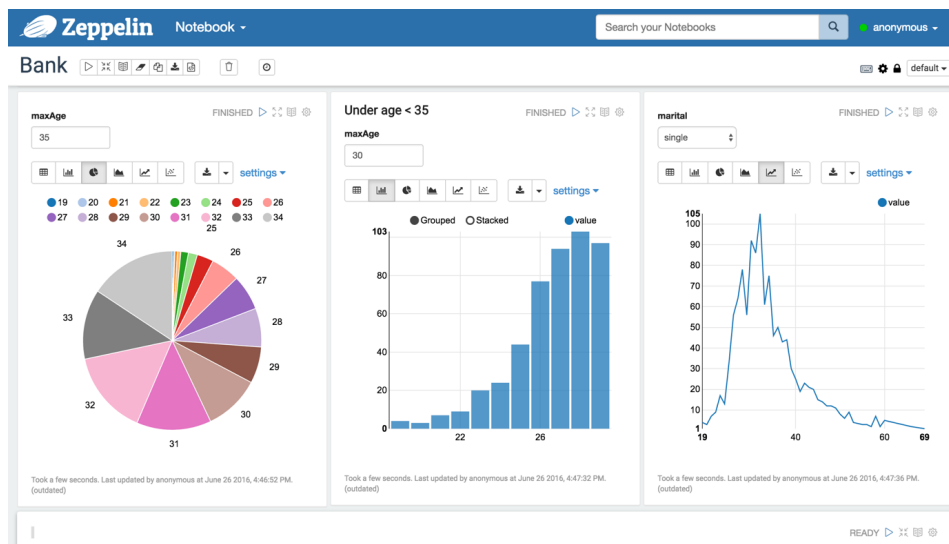 Zeppelin Notebook Search your Notebooks anonymous
Bank default
maxAge FINISHED
35
settings
19 20 21 22 23 24 25 26
27 28 29 30 31 32 33 34
25
34 26
27
33 28
29
32 30
31
Took a few seconds. Last updated by anonymous at June 26 2016, 4:46:52 PM.
(outdated)
Under age < 35 FINISHED
maxAge
30
settings
Grouped Stacked value
103
80
60
40
20
0
22 26
Took a few seconds. Last updated by anonymous at June 26 2016, 4:47:32 PM.
(outdated)
marital FINISHED
single
settings
value
105
100
90
80
70
60
50
40
30
20
10
1
19 40 60 69
Took a few seconds. Last updated by anonymous at June 26 2016, 4:47:36 PM.
(outdated)
READY